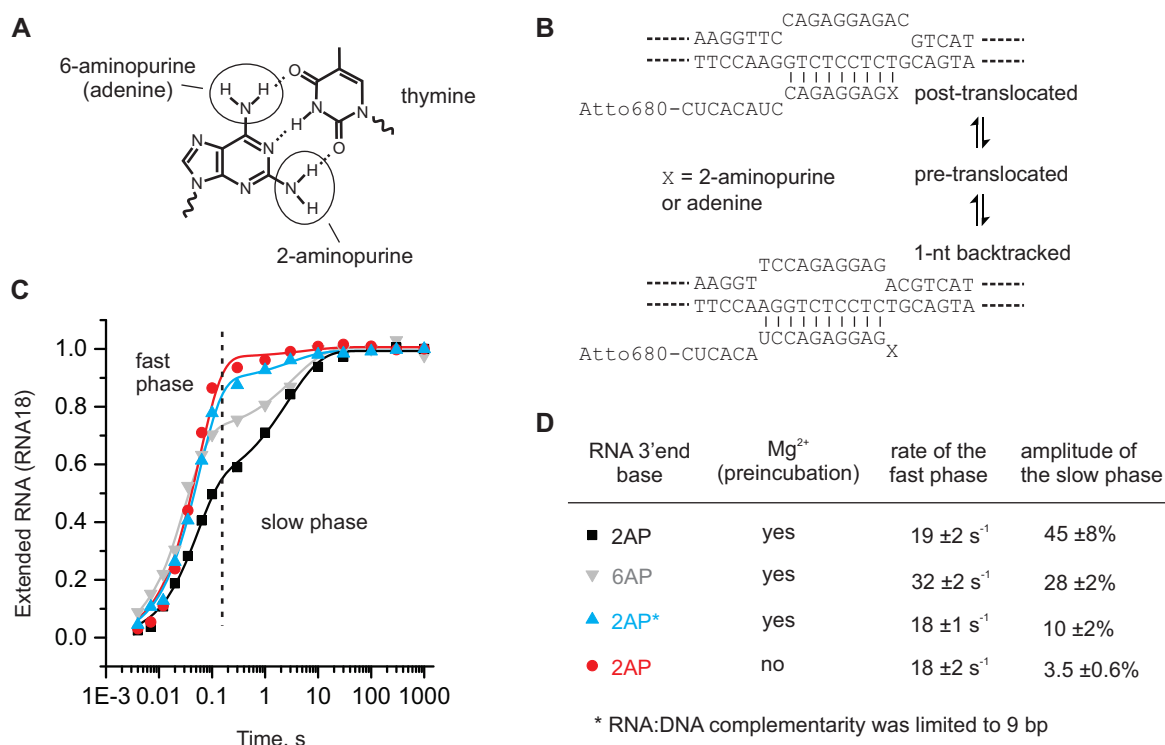 A
6-aminopurine
(adenine)
H
H
N
O
thymine
H
N
N
O
N
N
N
N
N
H
H
2-aminopurine
B
CAGAGGAGAC
AAGGTTC
GTCAT
TTCCAAGGTCTCCTCTGCAGTA
CAGAGGAGX
Atto680-CUCACAUC
post-translocated
X = 2-aminopurine
or adenine
pre-translocated
1-nt backtracked
TCCAGAGGAG
AAGGT
ACGTCAT
TTCCAAGGTCTCCTCTGCAGTA
UCCAGAGGAG
Atto680-CUCACA
X
C
Extended RNA (RNA18)
1.0
0.8
0.6
0.4
0.2
0.0
fast
phase
slow phase
1E-3 0.01 0.1 1 10 100 1000
Time, s
D
RNA 3'end
base
Mg2+
(preincubation)
rate of the
fast phase
amplitude of
the slow phase
2AP yes 19 ±2 s-1 45 ±8%
6AP yes 32 ±2 s-1 28 ±2%
2AP* yes 18 ±1 s-1 10 ±2%
2AP no 18 ±2 s-1 3.5 ±0.6%
* RNA:DNA complementarity was limited to 9 bp